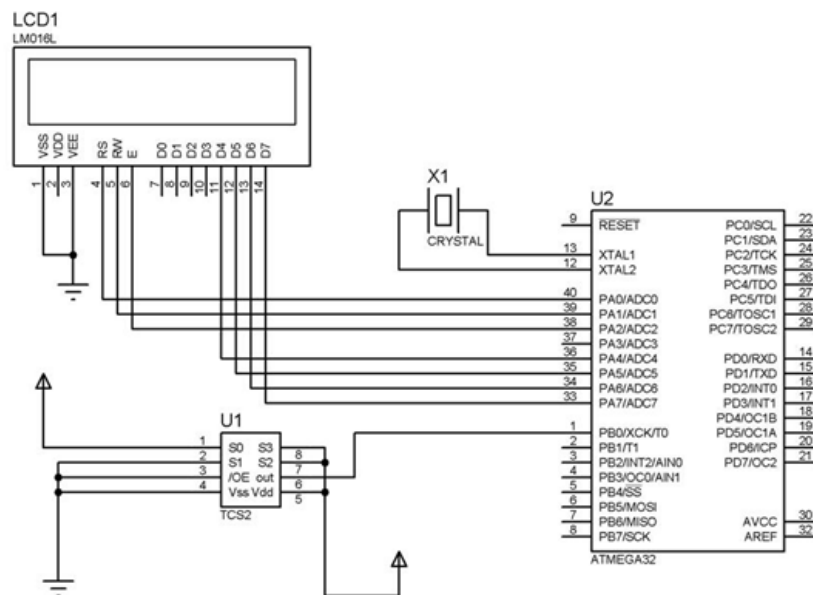 LCD1
LM016L
VSS
VDD
VEE
RS
RW
E
D0
D1
D2
D3
D4
D5
D6
D7
1
2
3
4
5
6
7
8
9
10
11
12
13
14
X1
CRYSTAL
U2
9 RESET PC0/SCL 22
PC1/SDA 23
13 XTAL1 PC2/TCK 24
12 XTAL2 PC3/TMS 25
PC4/TDO 26
40 PA0/ADC0 PC5/TDI 27
39 PA1/ADC1 PC6/TOSC1 28
38 PA2/ADC2 PC7/TOSC2 29
37 PA3/ADC3
36 PA4/ADC4 PD0/RXD 14
35 PA5/ADC5 PD1/TXD 15
34 PA6/ADC6 PD2/INT0 16
33 PA7/ADC7 PD3/INT1 17
PD4/OC1B 18
1 PB0/XCK/T0 PD5/OC1A 19
2 PB1/T1 PD6/ICP 20
3 PB2/INT2/AIN0 PD7/OC2 21
4 PB3/OC0/AIN1
5 PB4/SS
6 PB5/MOSI
7 PB6/MISO AVCC 30
8 PB7/SCK AREF 32
ATMEGA32
U1
1 S0 S3 8
2 S1 S2 7
3 /OE out 6
4 Vss Vdd 5
TCS2